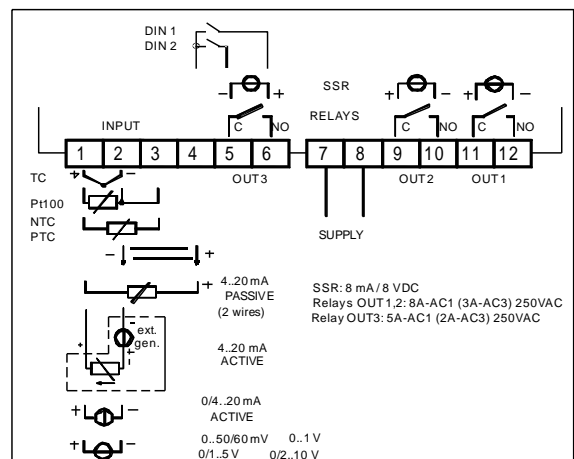 DIN 1
DIN 2
− + SSR − + − +
INPUT RELAYS
C NO C NO C NO
1 2 3 4 5 6 7 8 9 10 11 12
TC + − OUT3 OUT2 OUT1
Pt100
NTC
PTC
SUPPLY
− +
+ 4..20 mA
PASSIVE
(2 wires)
SSR: 8 mA / 8 VDC
Relays OUT1,2: 8A-AC1 (3A-AC3) 250VAC
Relay OUT3: 5A-AC1 (2A-AC3) 250VAC
+ − ext.
gen.
+
4..20 mA
ACTIVE
+ − 0/4..20 mA
ACTIVE
+ − 0..50/60 mV 0..1 V
0/1..5 V 0/2..10 V